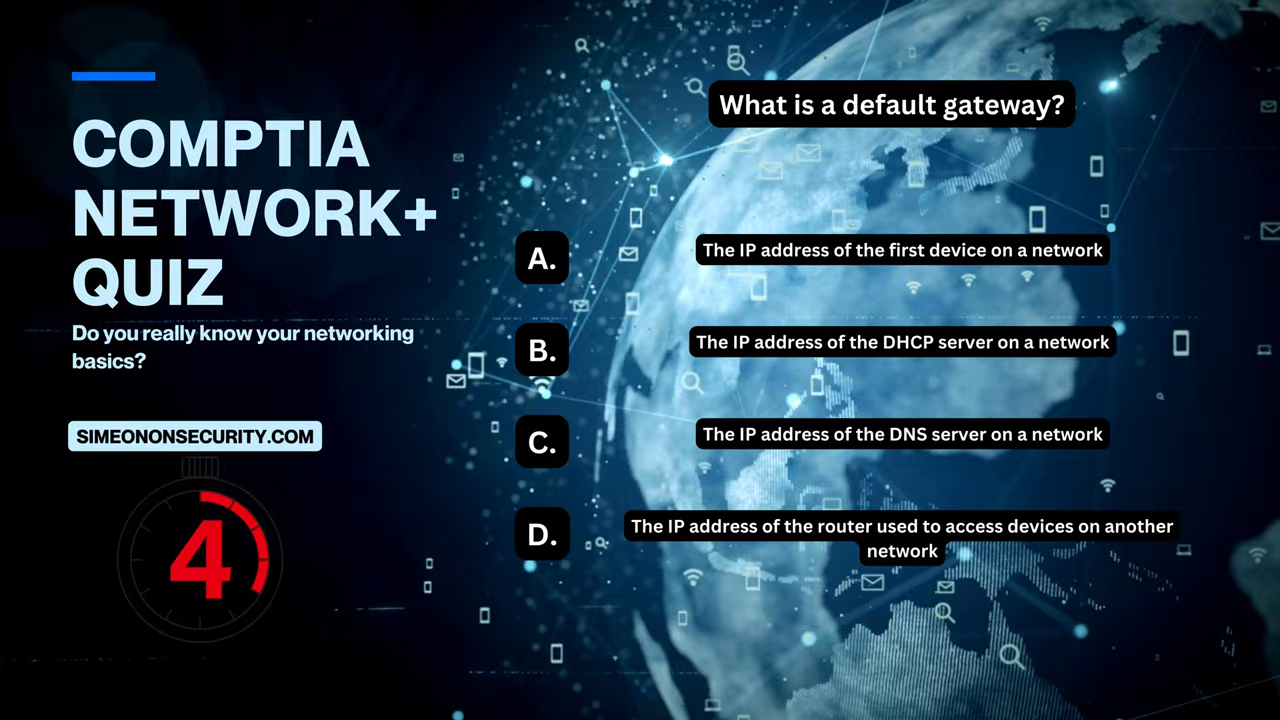 COMPTIA
NETWORK+
QUIZ
Do you really know your networking
basics?
SIMEONONSECURITY.COM
4
What is a default gateway?
A. The IP address of the first device on a network
B. The IP address of the DHCP server on a network
C. The IP address of the DNS server on a network
D. The IP address of the router used to access devices on another
network